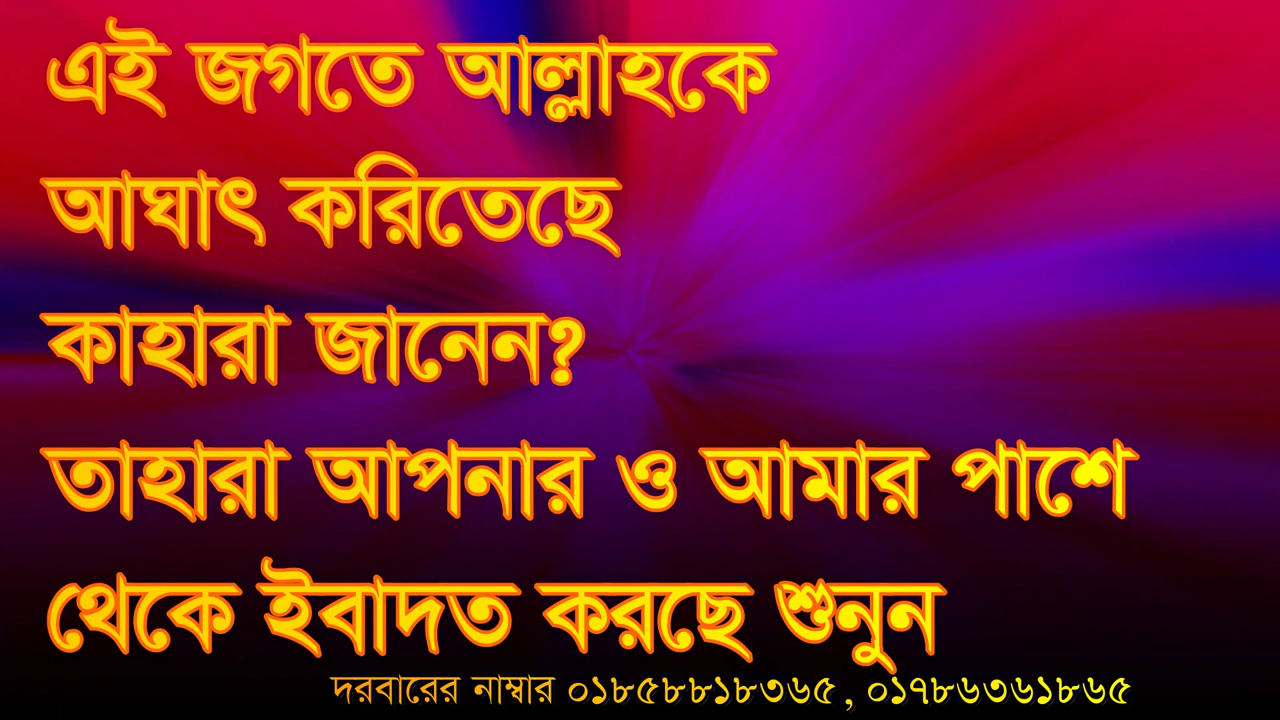 এই জগতে আল্লাহকে
আঘাৎ করিতেছে
কাহারা জানেন?
তাহারা আপনার ও আমার পাশে
থেকে ইবাদত করছে শুনুন
দরবারের নাম্বার ০১৮৫৮৮১৮৩৬৫, ০১৭৮৬৩৬১৮৬৫